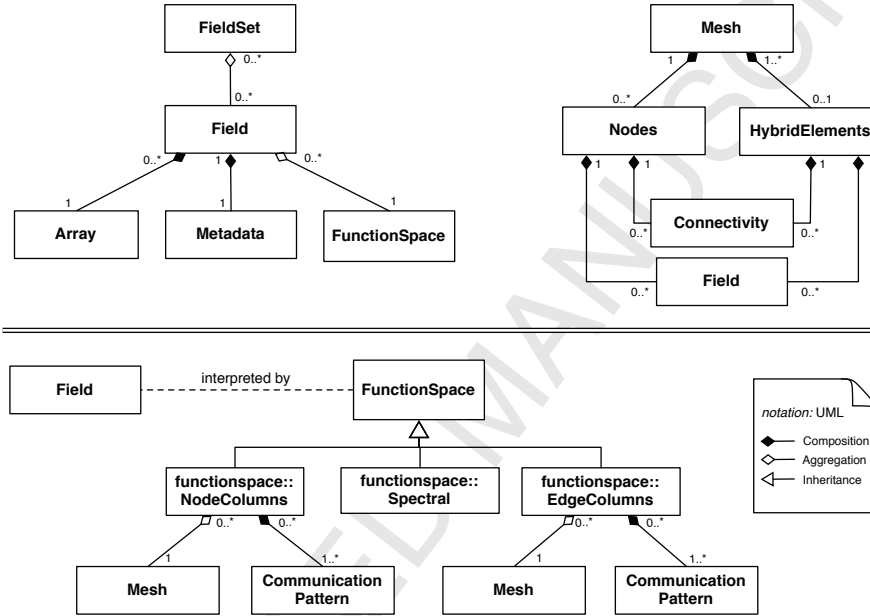 FieldSet
0..*
0..*
Field
0..*
1
0..*
1
1
1
Array
Metadata
FunctionSpace
Mesh
1
1..*
0..*
0..1
Nodes
HybridElements
1
1
1
Connectivity
0..*
0..*
Field
0..*
0..*
Field
interpreted by
FunctionSpace
functionspace::
NodeColumns
functionspace::
Spectral
functionspace::
EdgeColumns
0..*
0..*
0..*
0..*
1
1..*
1
1..*
Mesh
Communication
Pattern
Mesh
Communication
Pattern
notation: UML
Composition
Aggregation
Inheritance